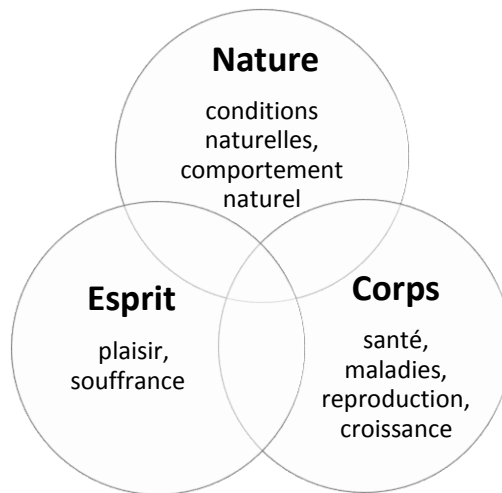 Nature
conditions
naturelles,
comportement
naturel
Esprit
plaisir,
souffrance
Corps
santé,
maladies,
reproduction,
croissance